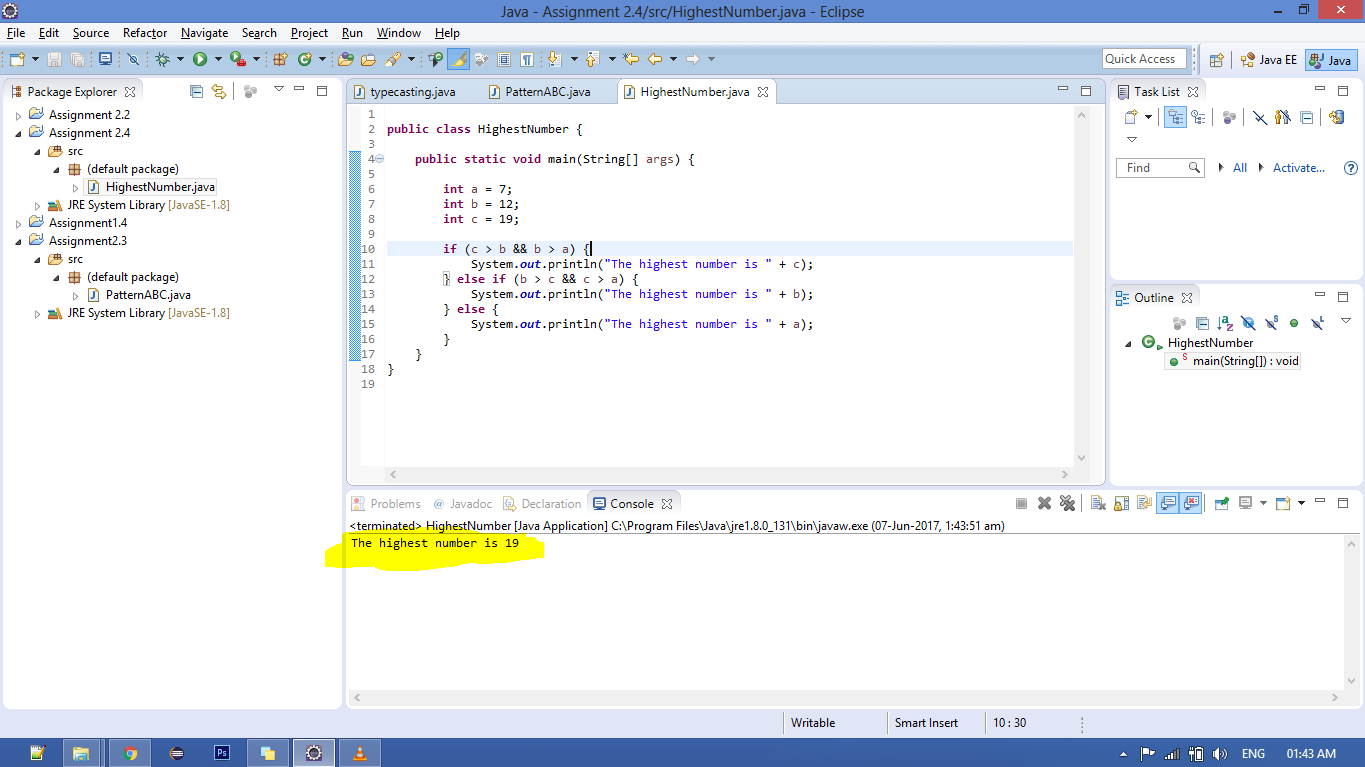 Java - Assignment 2.4/src/HighestNumber.java - Eclipse
File Edit Source Refactor Navigate Search Project Run Window Help
Quick Access
Java EE
Java
Package Explorer
Assignment 2.2
Assignment 2.4
src
(default package)
HighestNumber.java
JRE System Library [JavaSE-1.8]
Assignment1.4
Assignment2.3
src
(default package)
PatternABC.java
JRE System Library [JavaSE-1.8]
typecasting.java
PatternABC.java
HighestNumber.java
1
2 public class HighestNumber {
3
4 public static void main(String[] args) {
5
6 int a = 7;
7 int b = 12;
8 int c = 19;
9
10 if (c > b && b > a) {
11 System.out.println("The highest number is " + c);
12 } else if (b > c && c > a) {
13 System.out.println("The highest number is " + b);
14 } else {
15 System.out.println("The highest number is " + a);
16 }
17 }
18 }
19
Task List
Find
All
Activate...
Outline
HighestNumber
main(String[]) : void
Problems
@ Javadoc
Declaration
Console
<terminated> HighestNumber [Java Application] C:\Program Files\Java\jre1.8.0_131\bin\javaw.exe (07-Jun-2017, 1:43:51 am)
The highest number is 19
Writable
Smart Insert
10 : 30
Ps
ENG
01:43 AM